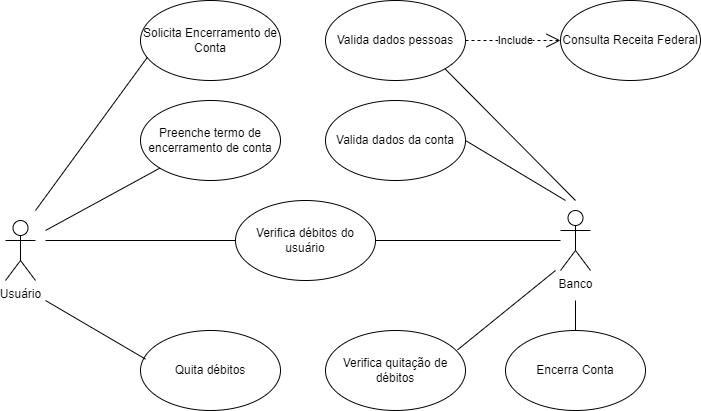 Solicita Encerramento de
Conta
Valida dados pessoas
Include
Consulta Receita Federal
Preenche termo de
encerramento de conta
Valida dados da conta
Verifica débitos do
usuário
Usuário
Banco
Quita débitos
Verifica quitação de
débitos
Encerra Conta